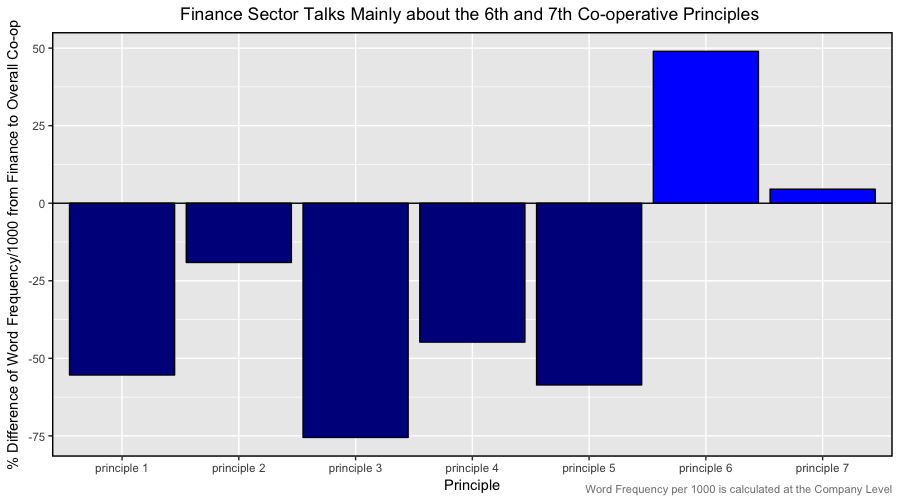 Finance Sector Talks Mainly about the 6th and 7th Co-operative Principles
% Difference of Word Frequency/1000 from Finance to Overall Co-op
50
25
0
-25
-50
-75
principle 1 principle 2 principle 3 principle 4 principle 5 principle 6 principle 7
Principle
Word Frequency per 1000 is calculated at the Company Level